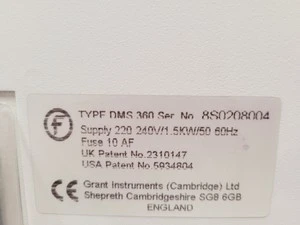 TYPE DMS 360 Ser. No. 8S0208004
Supply 220 240V/1.5KW/50 60Hz
Fuse 10 AF
UK Patent No.2310147
USA Patent No.5934804
CE Grant Instruments (Cambridge) Ltd
Shepreth Cambridgeshire SG8 6GB
ENGLAND